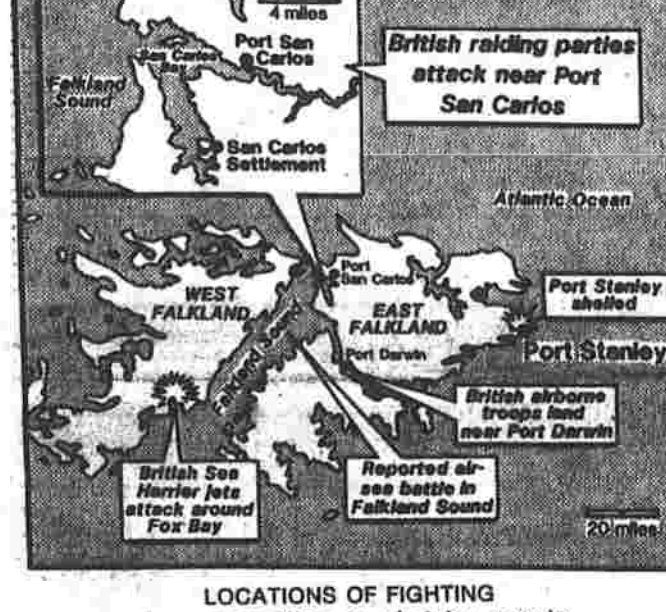 4 miles
Port San
Carlos
San Carlos
Bay
Falkland
Sound
San Carlos
Settlement
British raiding parties
attack near Port
San Carlos
Atlantic Ocean
Port
San Carlos
WEST
FALKLAND
EAST
FALKLAND
Falkland Sound
Port Darwin
Port Stanley
shelled
Port Stanley
British airborne
troops land
near Port Darwin
British Sea
Harrier jets
attack around
Fox Bay
Reported air-
sea battle in
Falkland Sound
20 miles
LOCATIONS OF FIGHTING